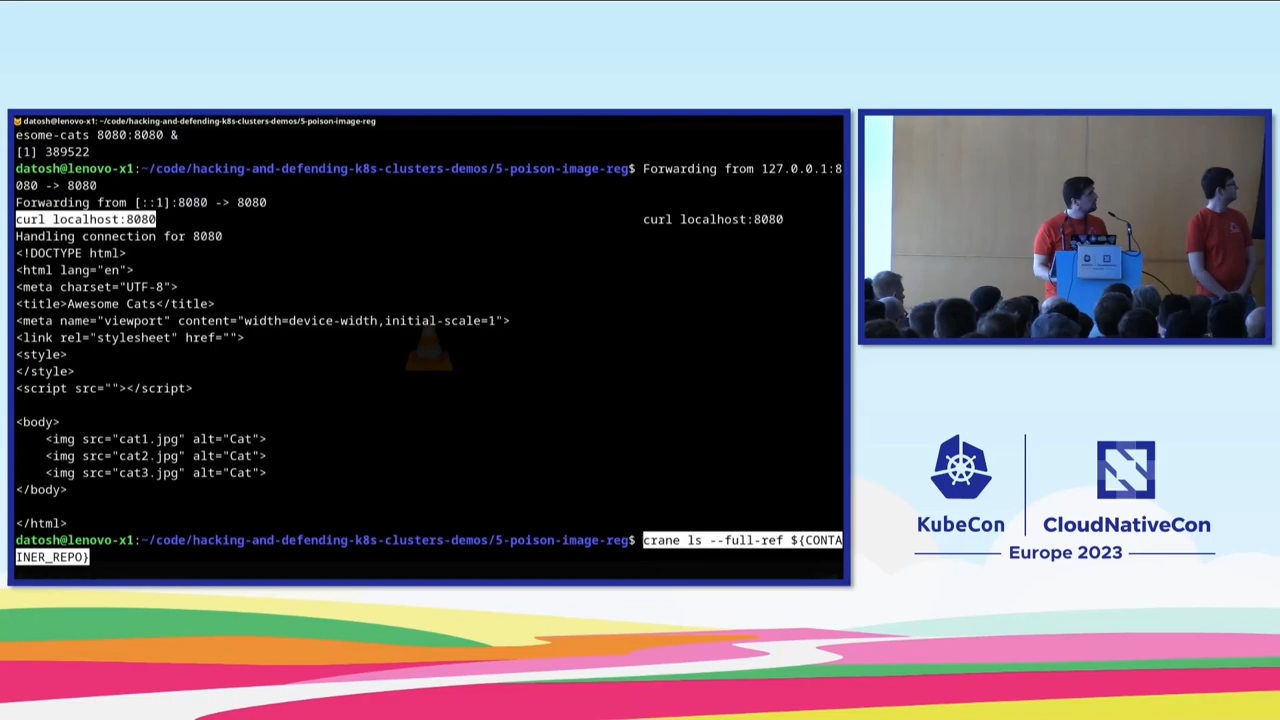 datosh@lenovo-x1: ~/code/hacking-and-defending-k8s-clusters-demos/5-poison-image-reg
esome-cats 8080:8080 &
[1] 389522
datosh@lenovo-x1:~/code/hacking-and-defending-k8s-clusters-demos/5-poison-image-reg$ Forwarding from 127.0.0.1:8
080 -> 8080
Forwarding from [::1]:8080 -> 8080
curl localhost:8080 curl localhost:8080
Handling connection for 8080
<!DOCTYPE html>
<html lang="en">
<meta charset="UTF-8">
<title>Awesome Cats</title>
<meta name="viewport" content="width=device-width,initial-scale=1">
<link rel="stylesheet" href="">
<style>
</style>
<script src=""></script>
<body>
<img src="cat1.jpg" alt="Cat">
<img src="cat2.jpg" alt="Cat">
<img src="cat3.jpg" alt="Cat">
</body>
</html>
datosh@lenovo-x1:~/code/hacking-and-defending-k8s-clusters-demos/5-poison-image-reg$ crane ls --full-ref ${CONTA
INER_REPO}
KubeCon
CloudNativeCon
Europe 2023